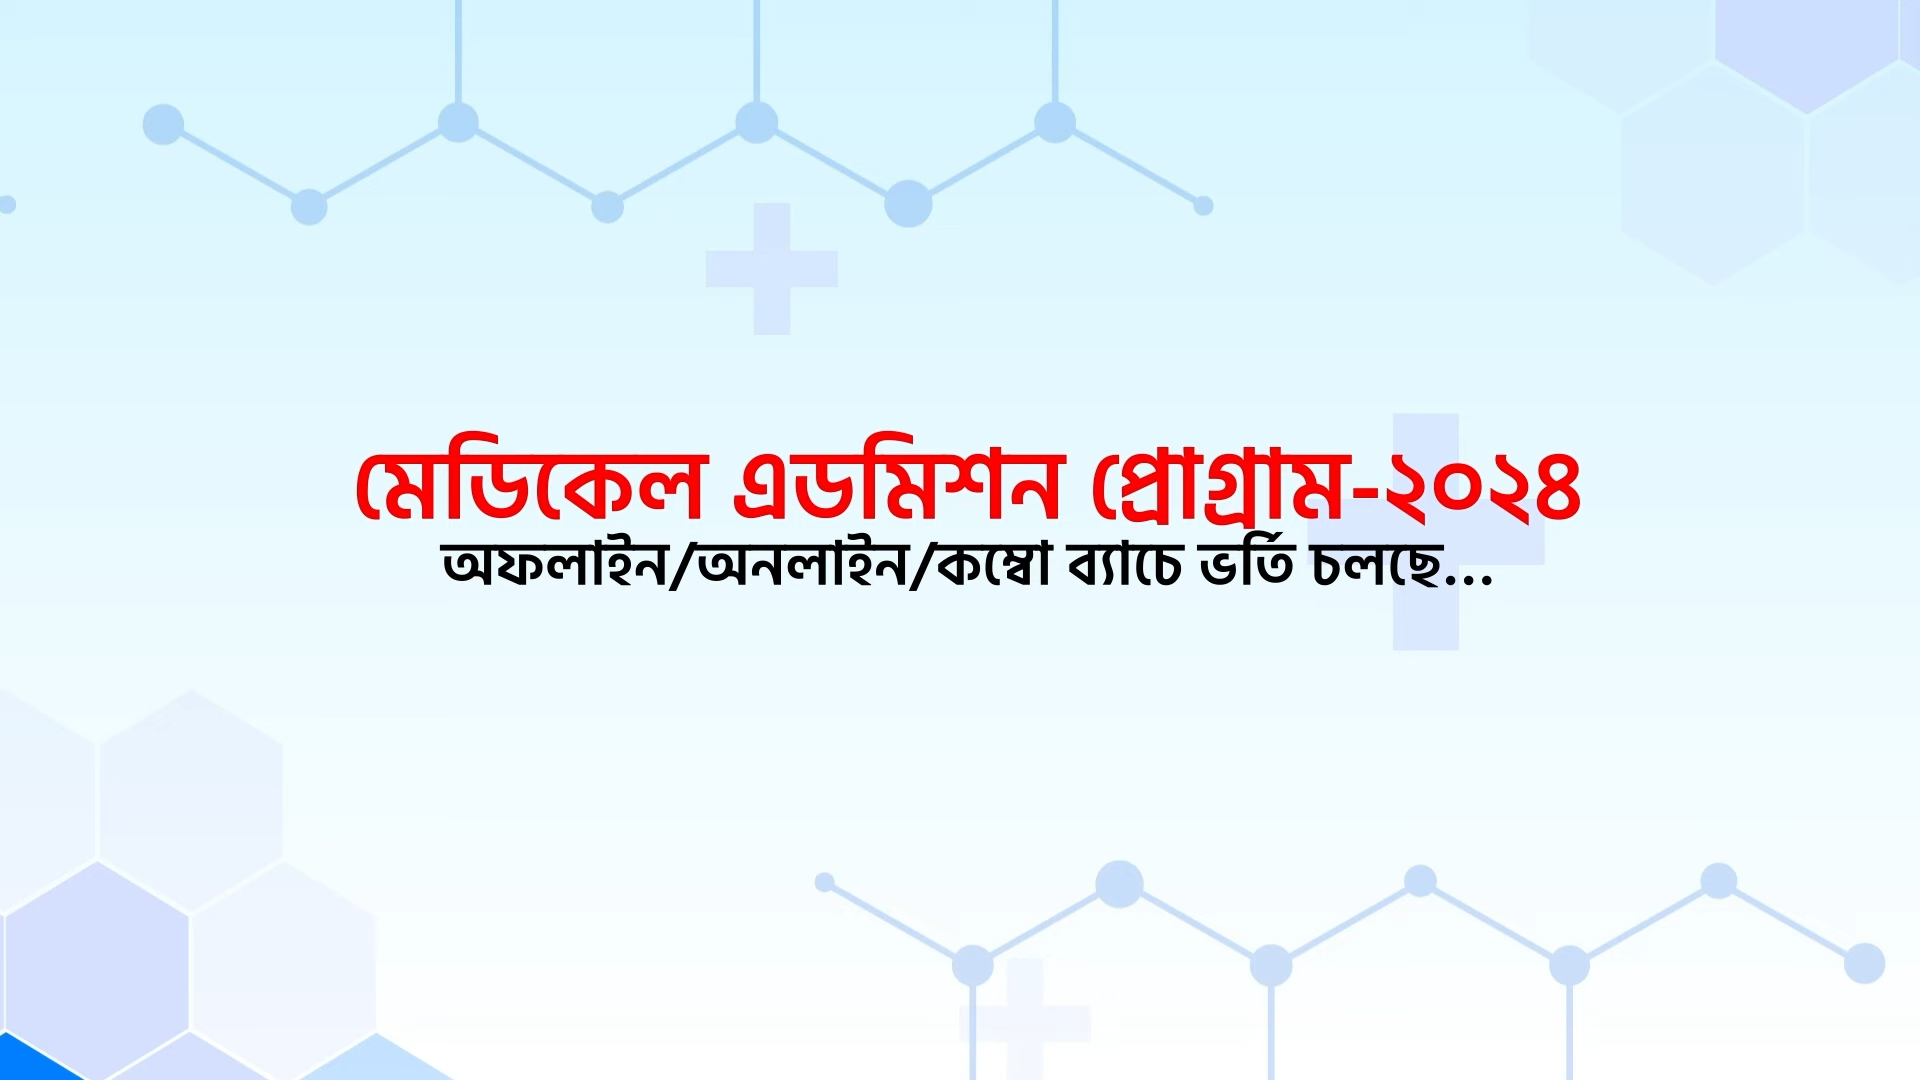 মেডিকেল এডমিশন প্রোগ্রাম-২০২৪
অফলাইন/অনলাইন/কম্বো ব্যাচে ভর্তি চলছে...